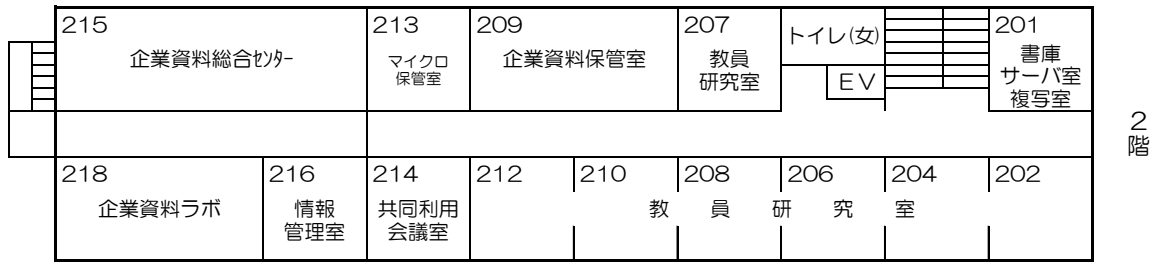 215
企業資料総合ｾﾝﾀｰ
213
マイクロ
保管室
209
企業資料保管室
207
教員
研究室
トイレ(女)
ＥＶ
201
書庫
サーバ室
複写室
2
階
218
企業資料ラボ
216
情報
管理室
214
共同利用
会議室
212
210
208
206
204
202
教 員 研 究 室